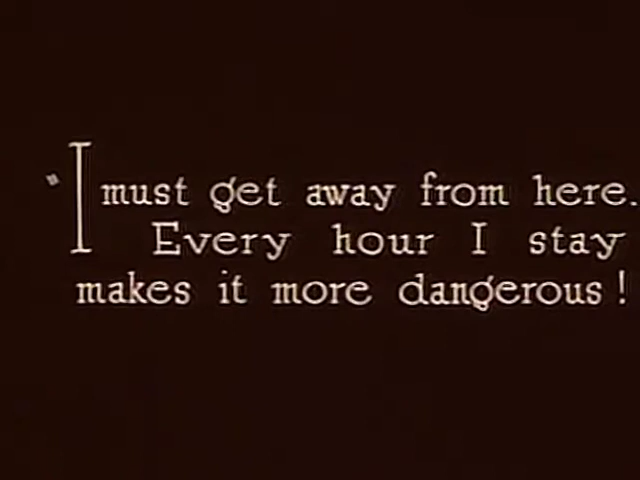 "I must get away from here.
Every hour I stay
makes it more dangerous!